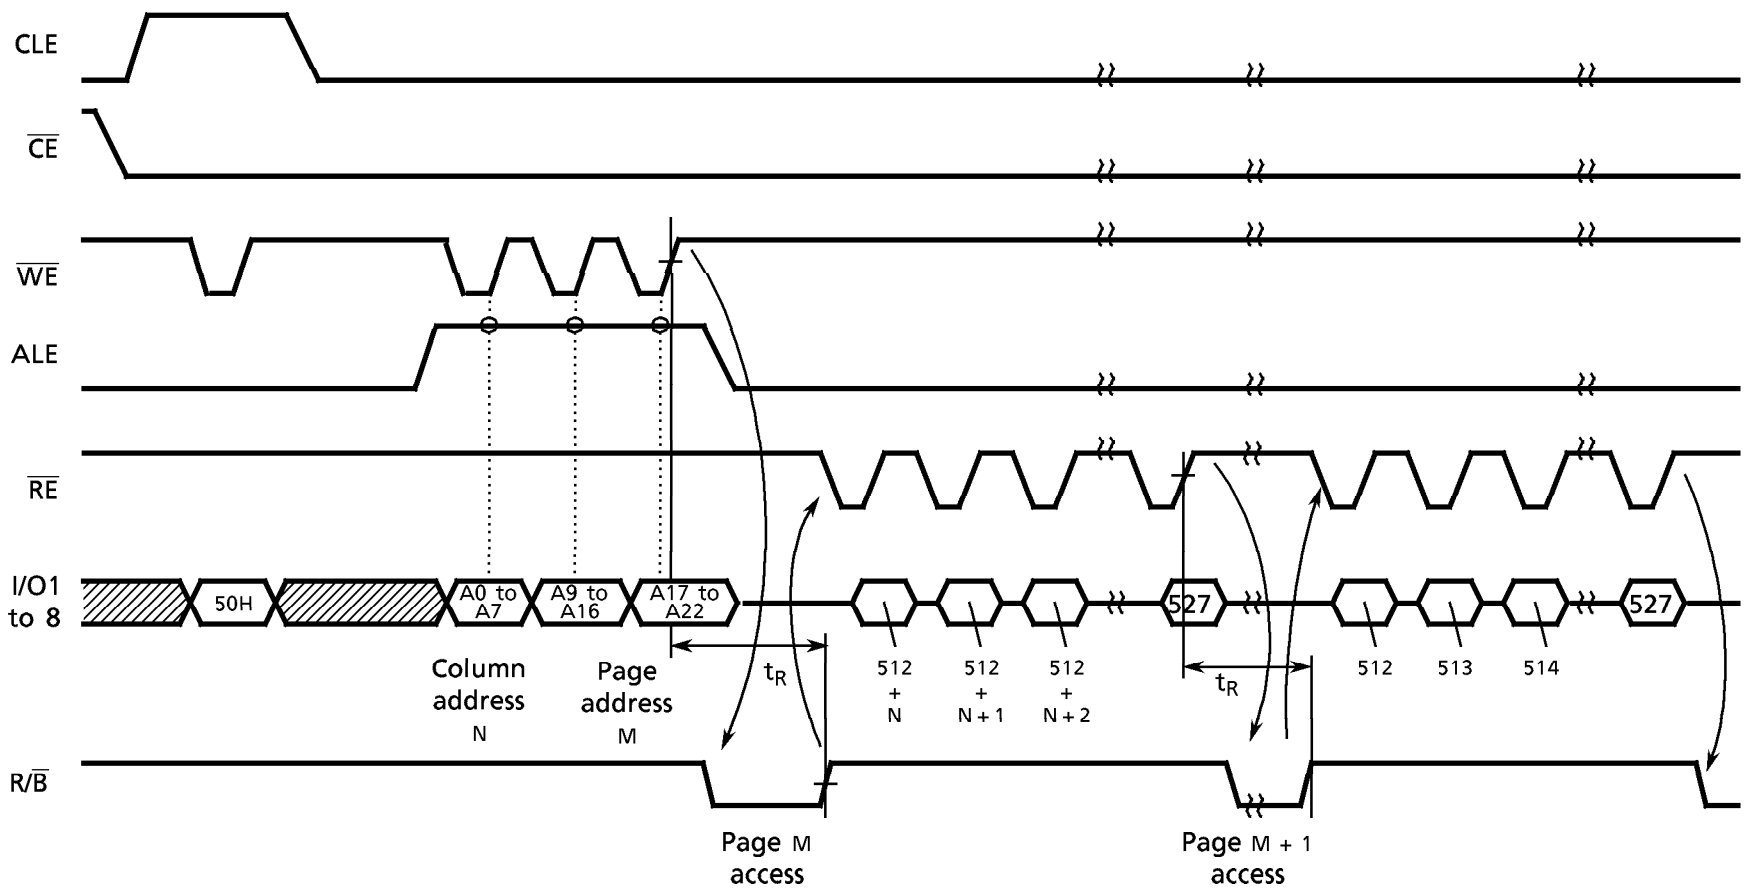 CLE
CE
WE
ALE
RE
I/O1
to 8
50H
A0 to
A7
A9 to
A16
A17 to
A22
527
527
Column
address
N
Page
address
M
tR
512
+
N
512
+
N + 1
512
+
N + 2
tR
512
513
514
R/B
Page M
access
Page M + 1
access